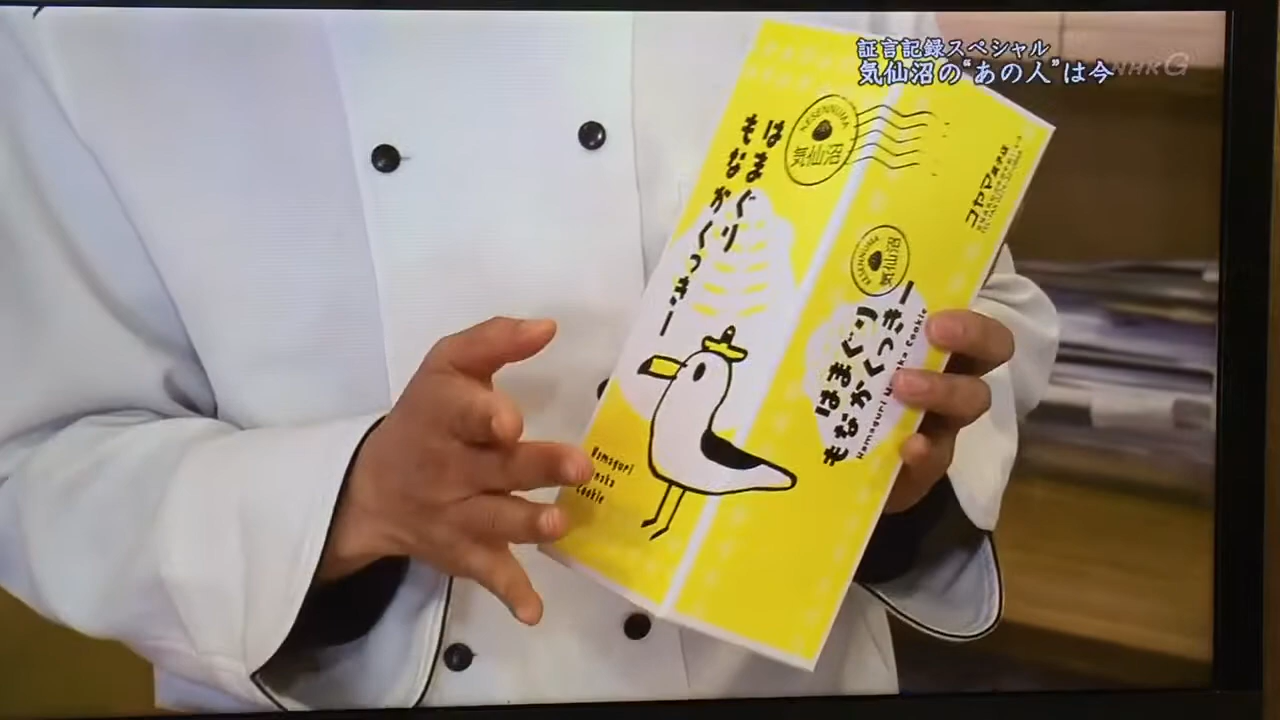 証言記録スペシャル
気仙沼の“あの人”は今
NHK G
KESENNUMA
気仙沼
はまぐり
もなかくっきー
Hamaguri
Cookie
コヤマ菓子店
KESENNUMA
気仙沼
はまぐり
もなかくっきー
Hamaguri
Cookie